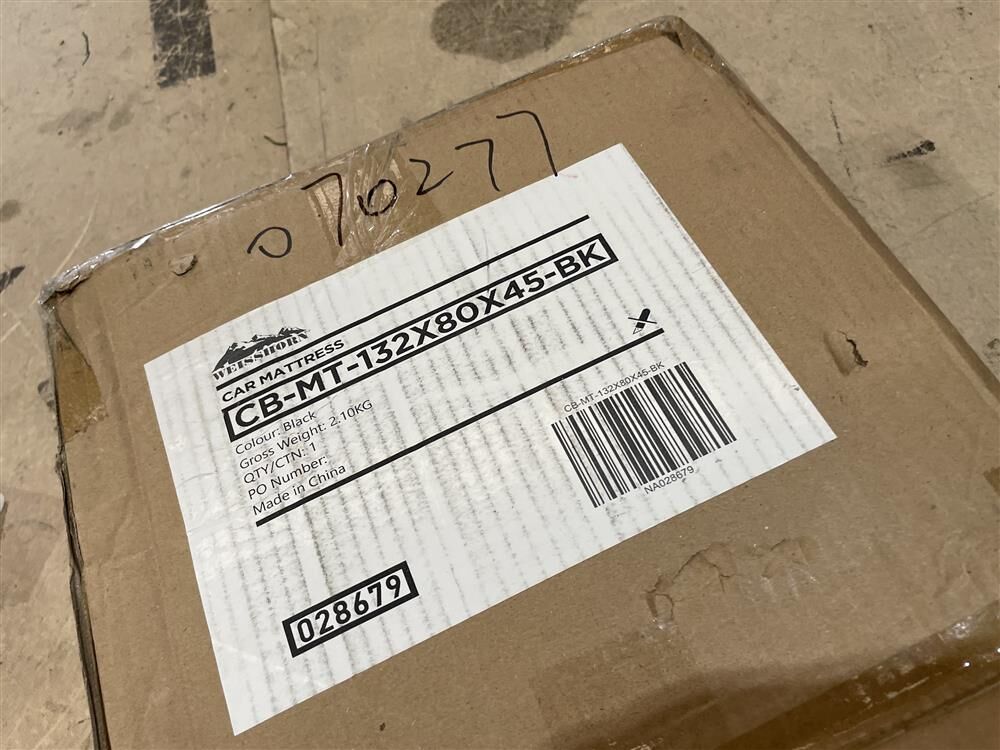 070277
WEISSHORN
CAR MATTRESS
CB-MT-132X80X45-BK
Colour: Black
Gross Weight: 2.10KG
QTY/CTN: 1
PO Number:
Made in China
CB-MT-132X80X45-BK
NA028679
028679